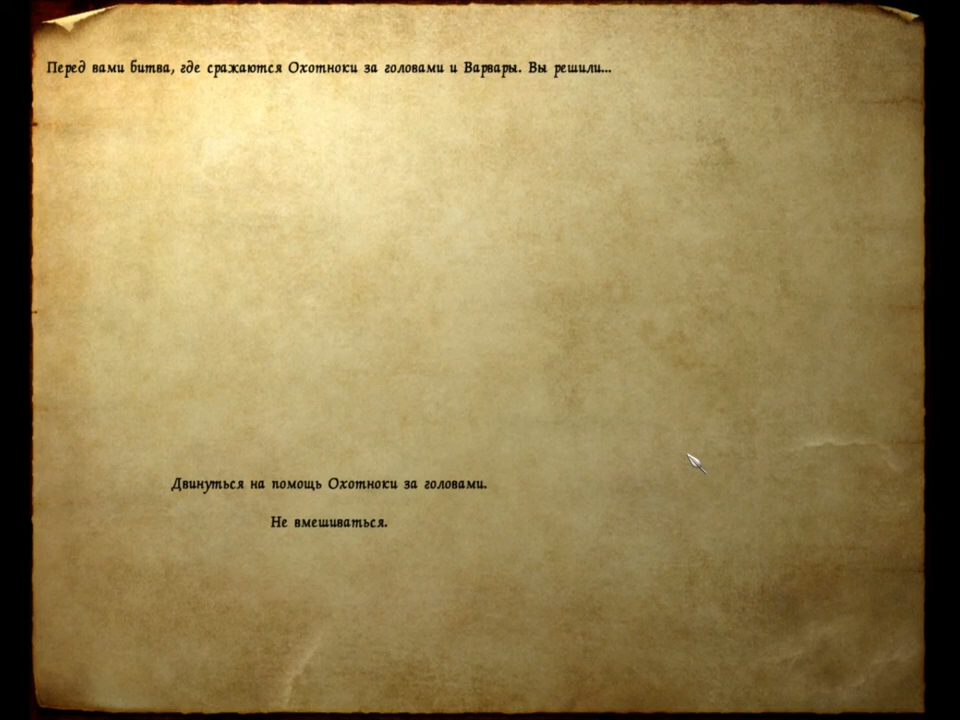 Перед вами битва, где сражаются Охотноки за головами и Варвары. Вы решили...
Двинуться на помощь Охотноки за головами.
Не вмешиваться.